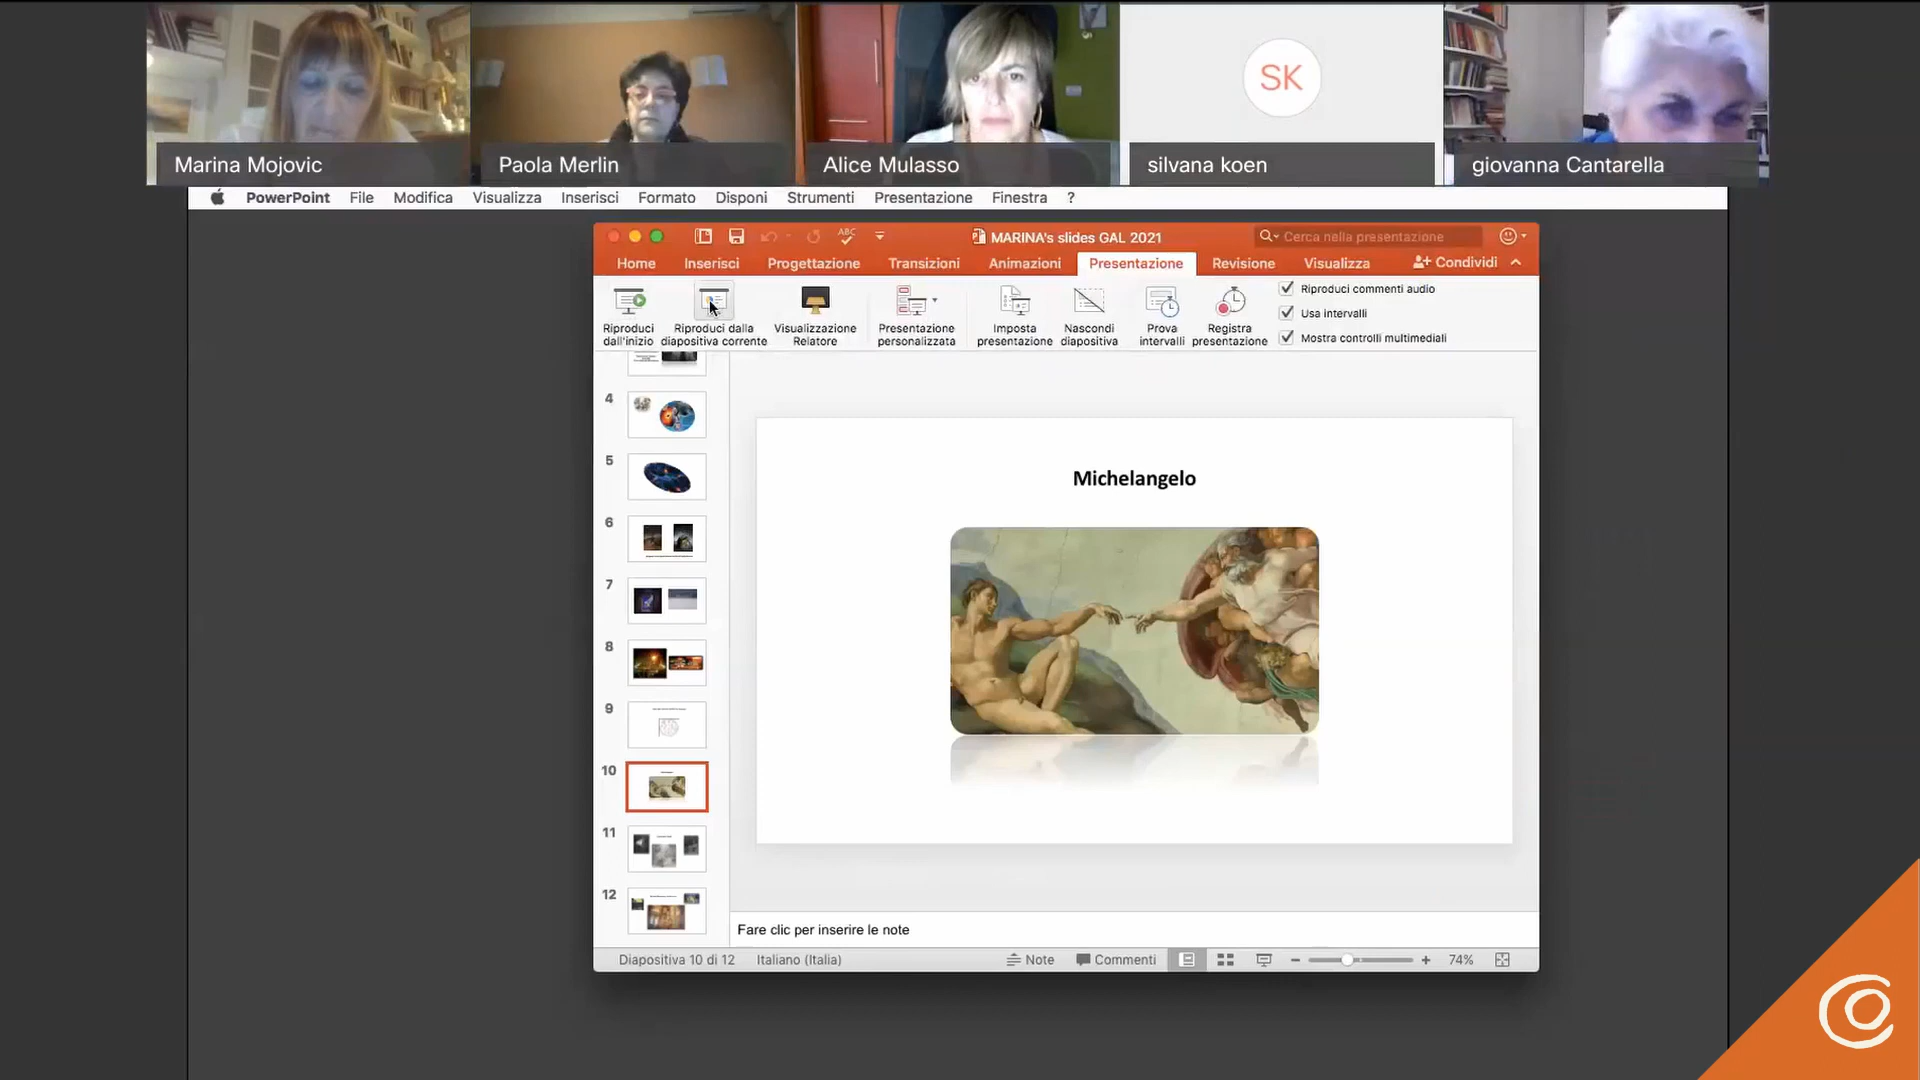 Marina Mojovic
Paola Merlin
Alice Mulasso
SK
silvana koen
giovanna Cantarella
PowerPoint File Modifica Visualizza Inserisci Formato Disponi Strumenti Presentazione Finestra ?
ABC
MARINA's slides GAL 2021
Cerca nella presentazione
Home Inserisci Progettazione Transizioni Animazioni Presentazione Revisione Visualizza Condividi
Riproduci dall'inizio
Riproduci dalla diapositiva corrente
Visualizzazione Relatore
Presentazione personalizzata
Imposta presentazione
Nascondi diapositiva
Prova intervalli
Registra presentazione
Riproduci commenti audio
Usa intervalli
Mostra controlli multimediali
4
5
6
7
8
9
10
11
12
Michelangelo
Fare clic per inserire le note
Diapositiva 10 di 12 Italiano (Italia) Note Commenti 74%